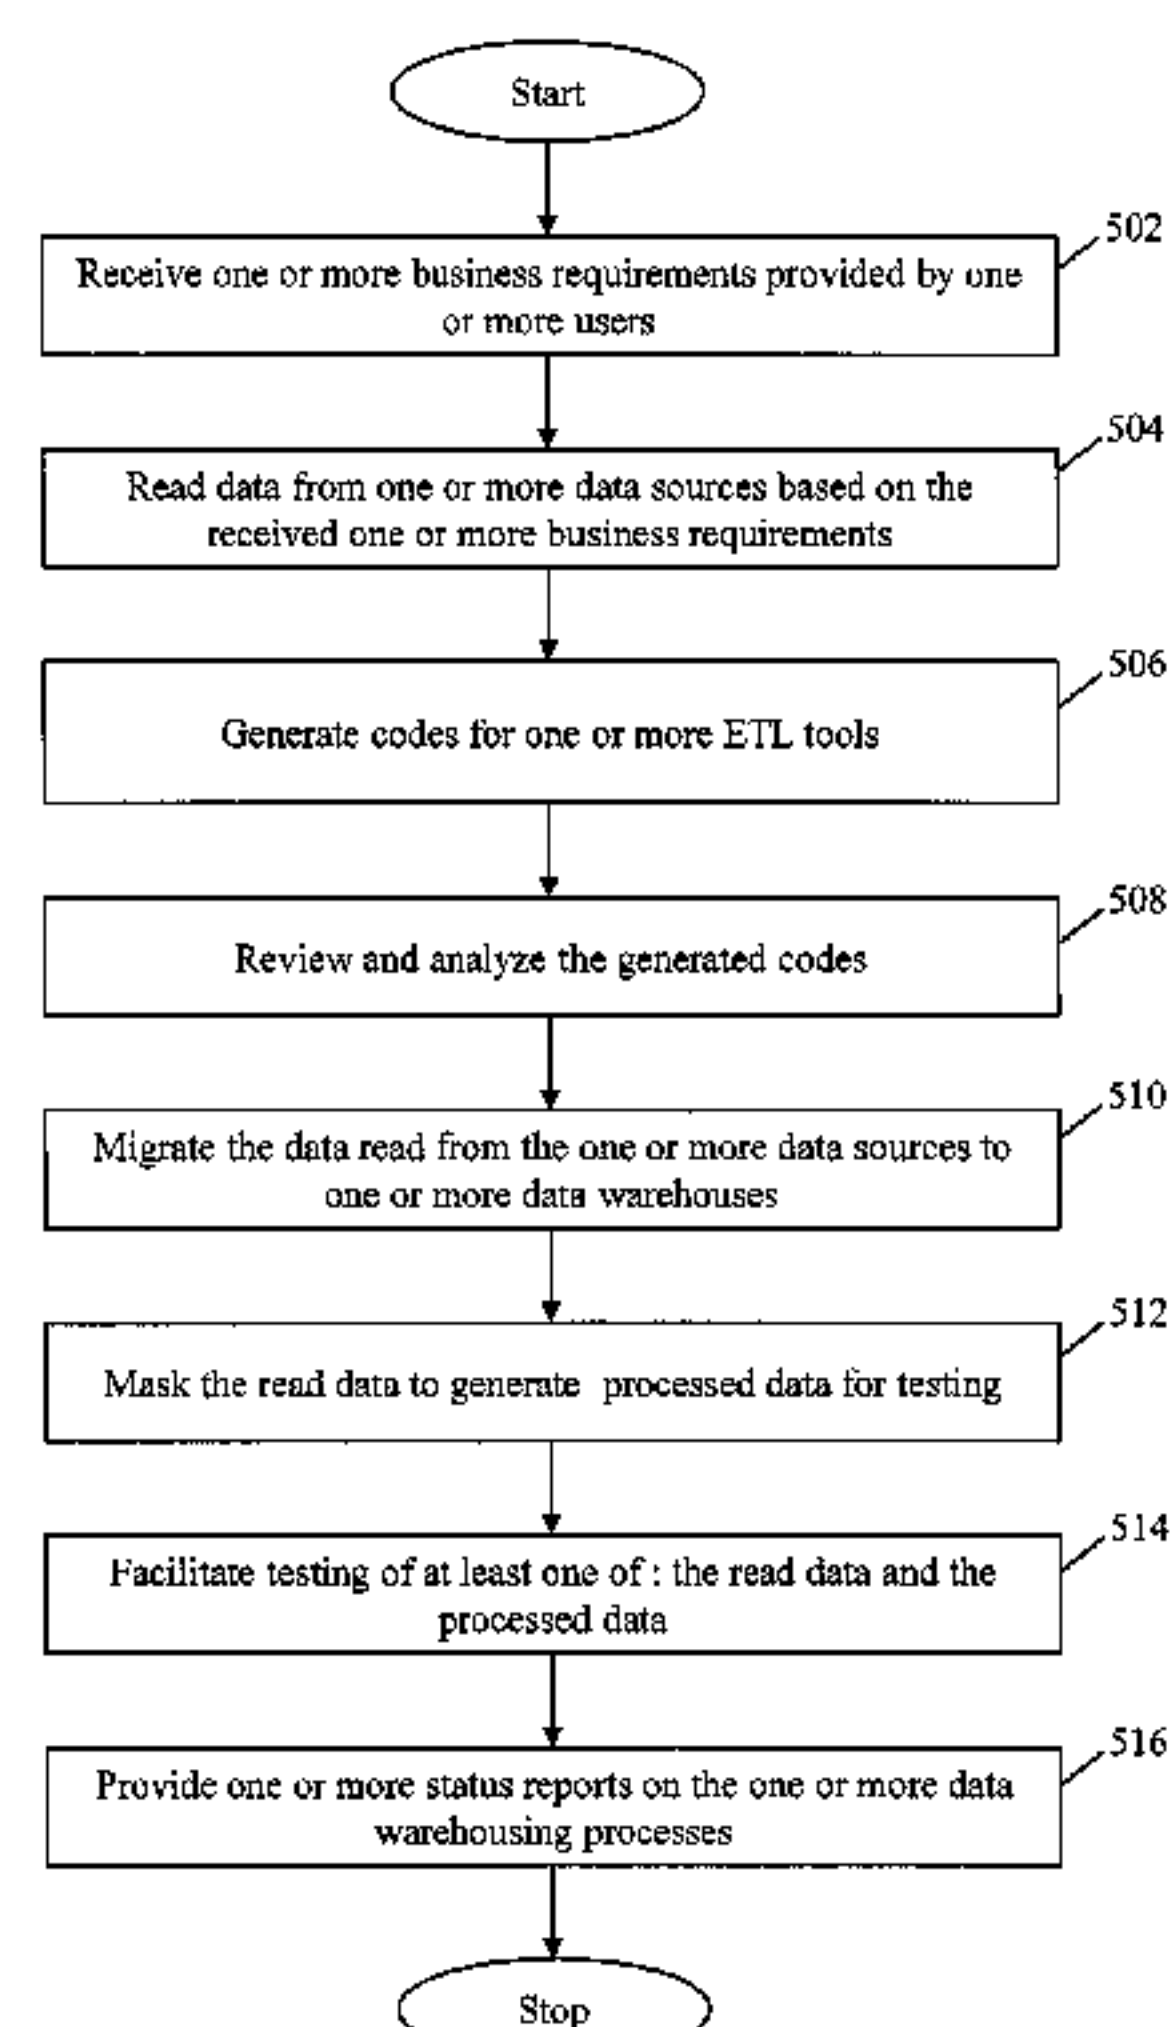 Start
502
Receive one or more business requirements provided by one
or more users
504
Read data from one or more data sources based on the
received one or more business requirements
506
Generate codes for one or more ETL tools
508
Review and analyze the generated codes
510
Migrate the data read from the one or more data sources to
one or more data warehouses
512
Mask the read data to generate processed data for testing
514
Facilitate testing of at least one of : the read data and the
processed data
516
Provide one or more status reports on the one or more data
warehousing processes
Stop